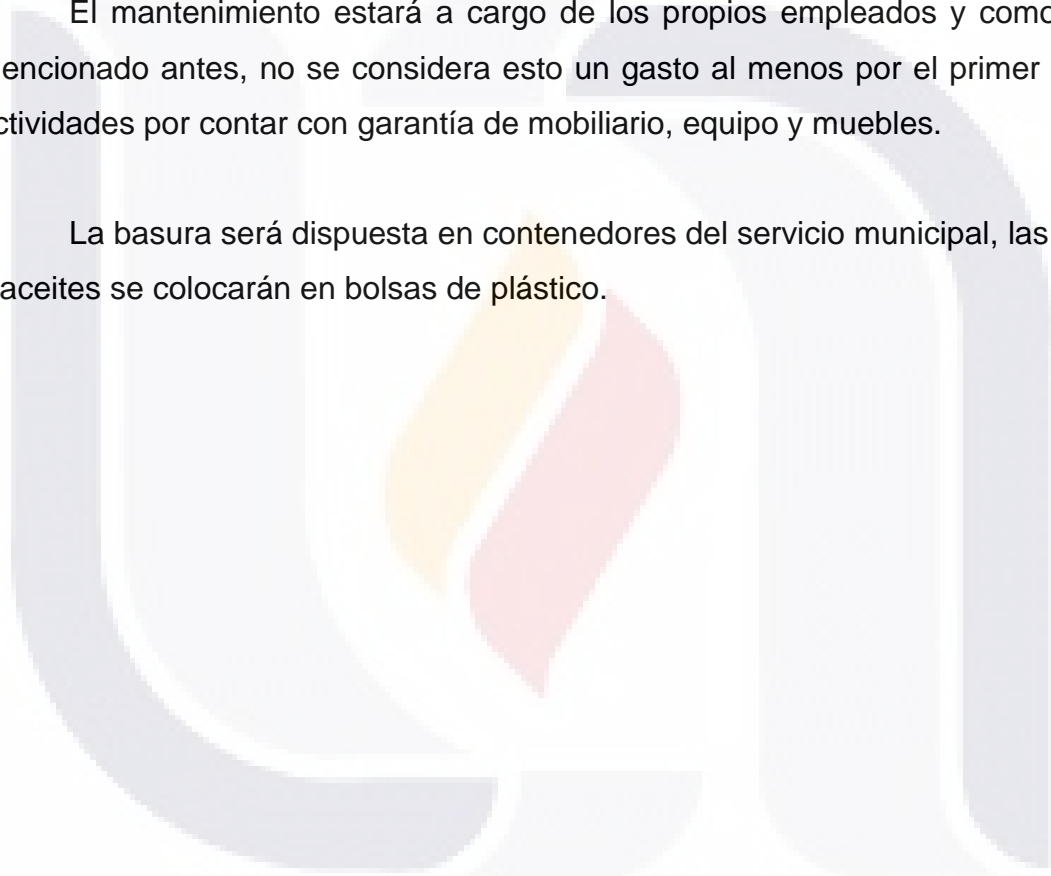 El mantenimiento estará a cargo de los propios empleados y como
encionado antes, no se considera esto un gasto al menos por el primer
ctividades por contar con garantía de mobiliario, equipo y muebles.
La basura será dispuesta en contenedores del servicio municipal, las
aceites se colocarán en bolsas de plástico.